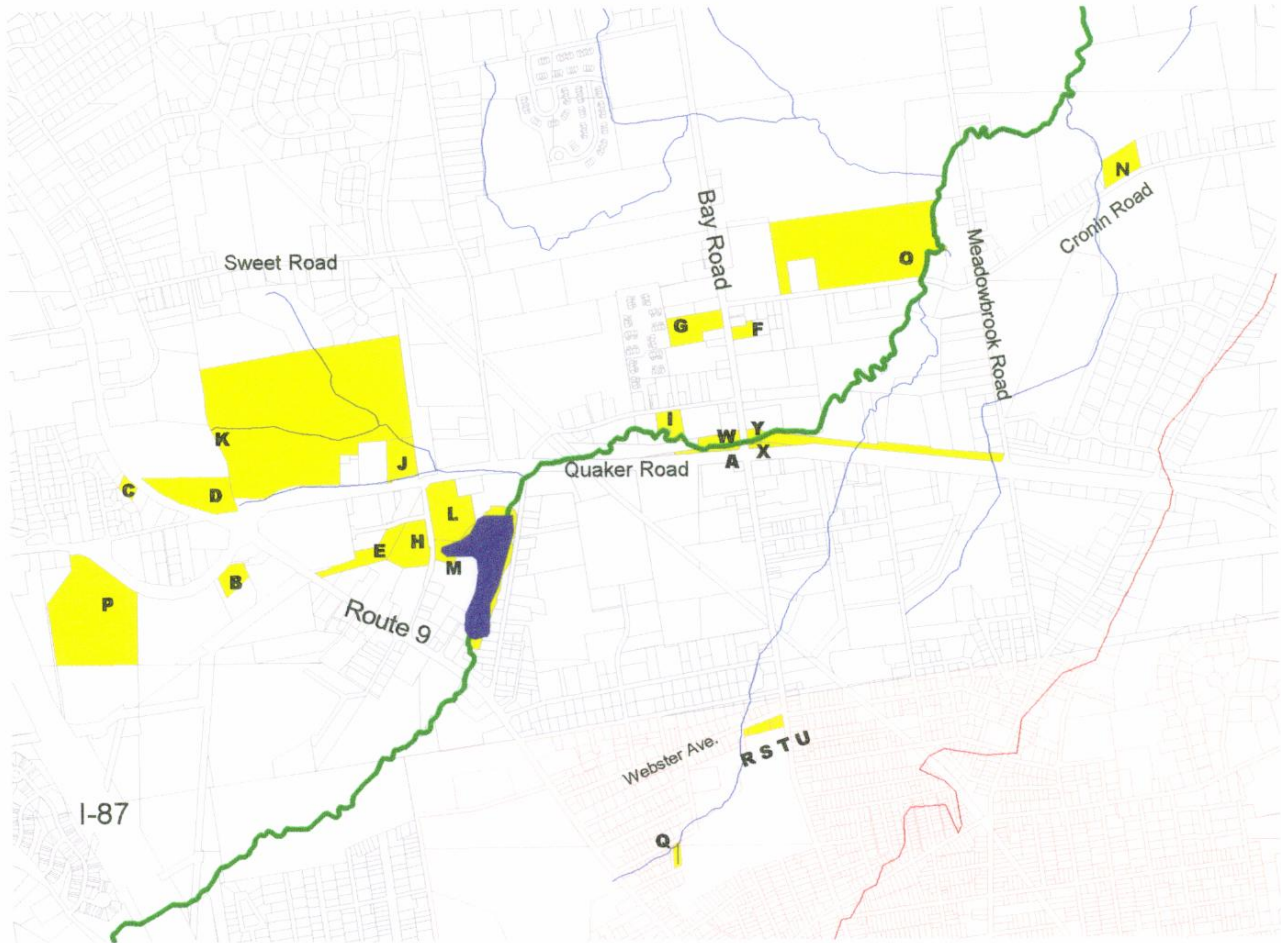 N
Bay Road
Cronin Road
Meadowbrook Road
O
Sweet Road
G
F
I
W
Y
K
A
X
J
Quaker Road
C
D
L
E
H
M
B
P
Route 9
R S T U
Webster Ave.
I-87
Q